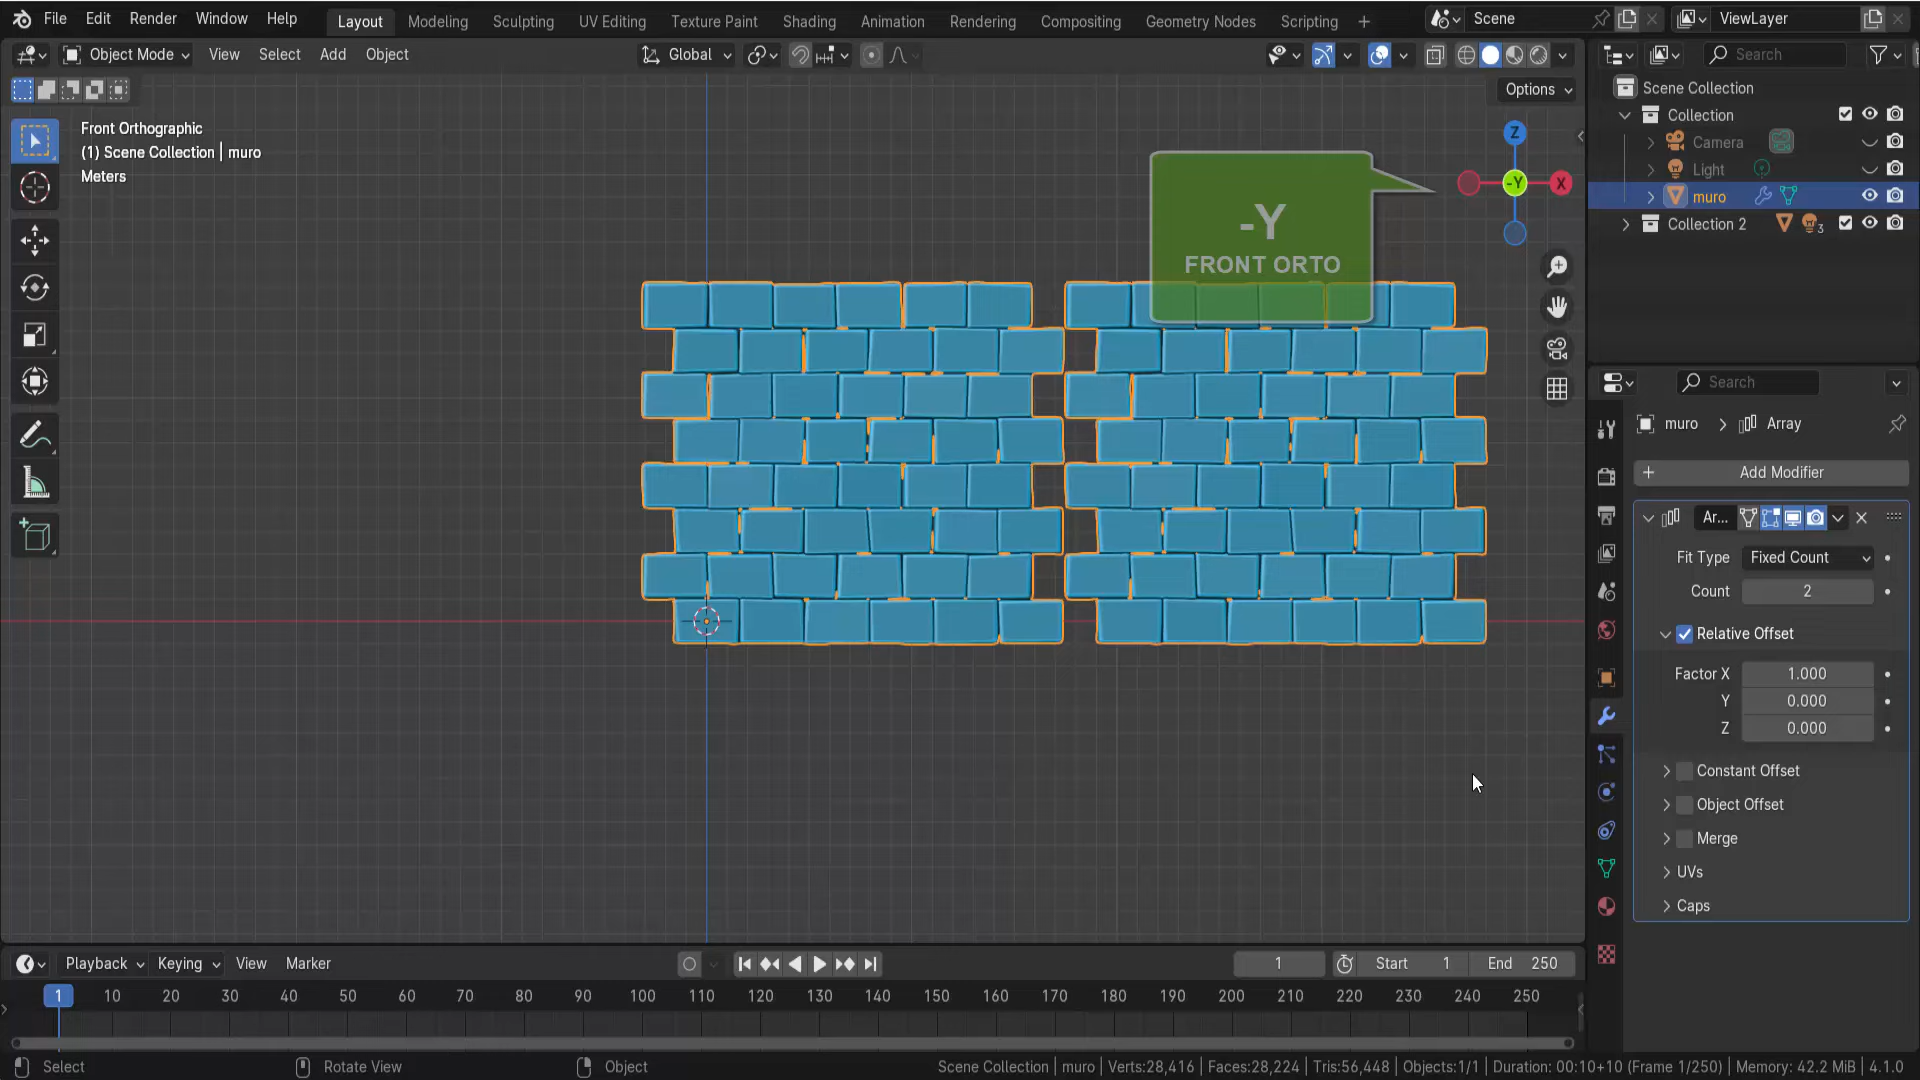 File Edit Render Window Help Layout Modeling Sculpting UV Editing Texture Paint Shading Animation Rendering Compositing Geometry Nodes Scripting + Scene ViewLayer
Object Mode View Select Add Object Global Search
Options
Scene Collection
Collection
Camera
Light
muro
Collection 2 3
Front Orthographic
(1) Scene Collection | muro
Meters
Z
-Y X
-Y
FRONT ORTO
Search
muro > Array
+ Add Modifier
Ar...
Fit Type Fixed Count
Count 2
Relative Offset
Factor X 1.000
Y 0.000
Z 0.000
Constant Offset
Object Offset
Merge
UVs
Caps
Playback Keying View Marker 1 Start 1 End 250
1 10 20 30 40 50 60 70 80 90 100 110 120 130 140 150 160 170 180 190 200 210 220 230 240 250
Select Rotate View Object Scene Collection | muro | Verts:28,416 | Faces:28,224 | Tris:56,448 | Objects:1/1 | Duration: 00:10+10 (Frame 1/250) | Memory: 42.2 MiB | 4.1.0